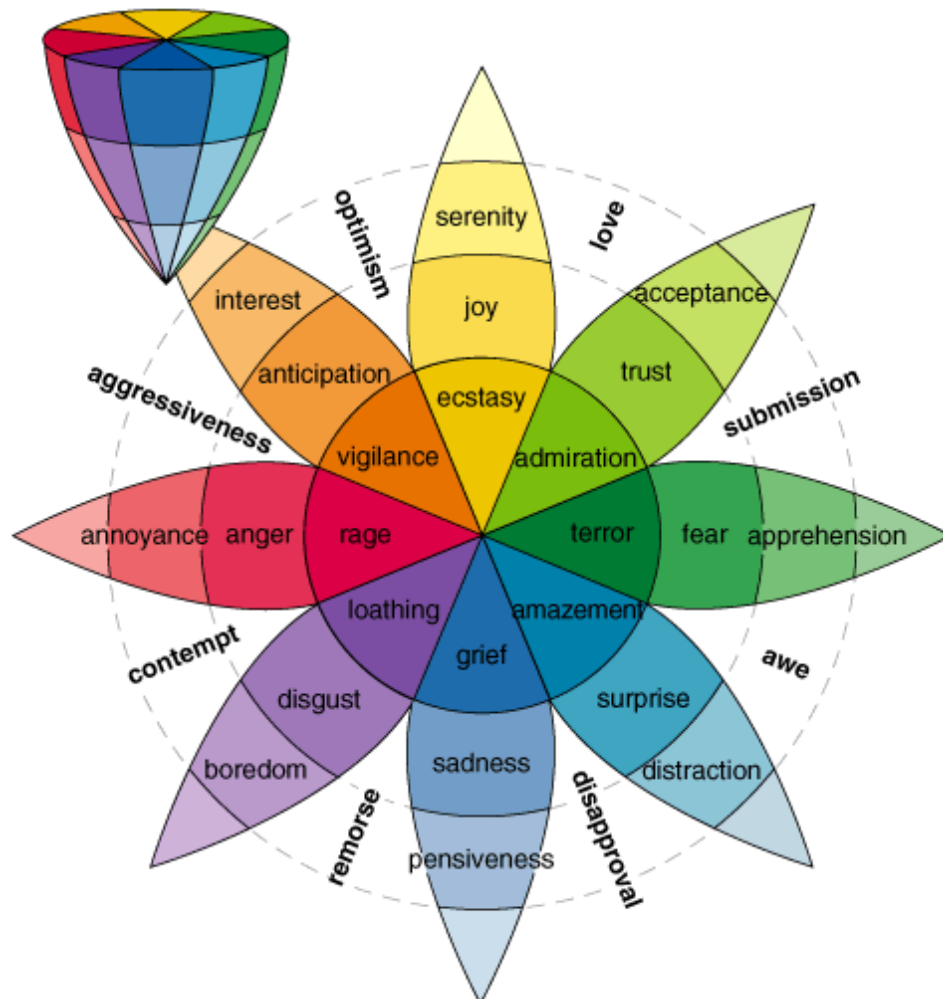 optimism
love
serenity
interest
acceptance
joy
anticipation
trust
aggressiveness
ecstasy
submission
vigilance
admiration
annoyance anger rage terror fear apprehension
loathing
amazement
contempt
grief
awe
disgust
surprise
boredom
sadness
distraction
remorse
disapproval
pensiveness